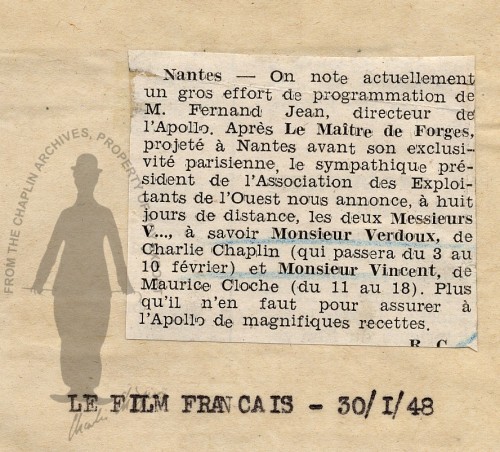 Nantes — On note actuellement
un gros effort de programmation de
M. Fernand Jean, directeur de
l'Apollo. Après Le Maître de Forges,
projeté à Nantes avant son exclusi-
vité parisienne, le sympathique pré-
sident de l'Association des Exploi-
tants de l'Ouest nous annonce, à huit
jours de distance, les deux Messieurs
V..., à savoir Monsieur Verdoux, de
Charlie Chaplin (qui passera du 3 au
10 février) et Monsieur Vincent, de
Maurice Cloche (du 11 au 18). Plus
qu'il n'en faut pour assurer à
l'Apollo de magnifiques recettes.
R. C.
LE FILM FRANCAIS - 30/I/48
FROM THE CHAPLIN ARCHIVES, PROPERTY OF